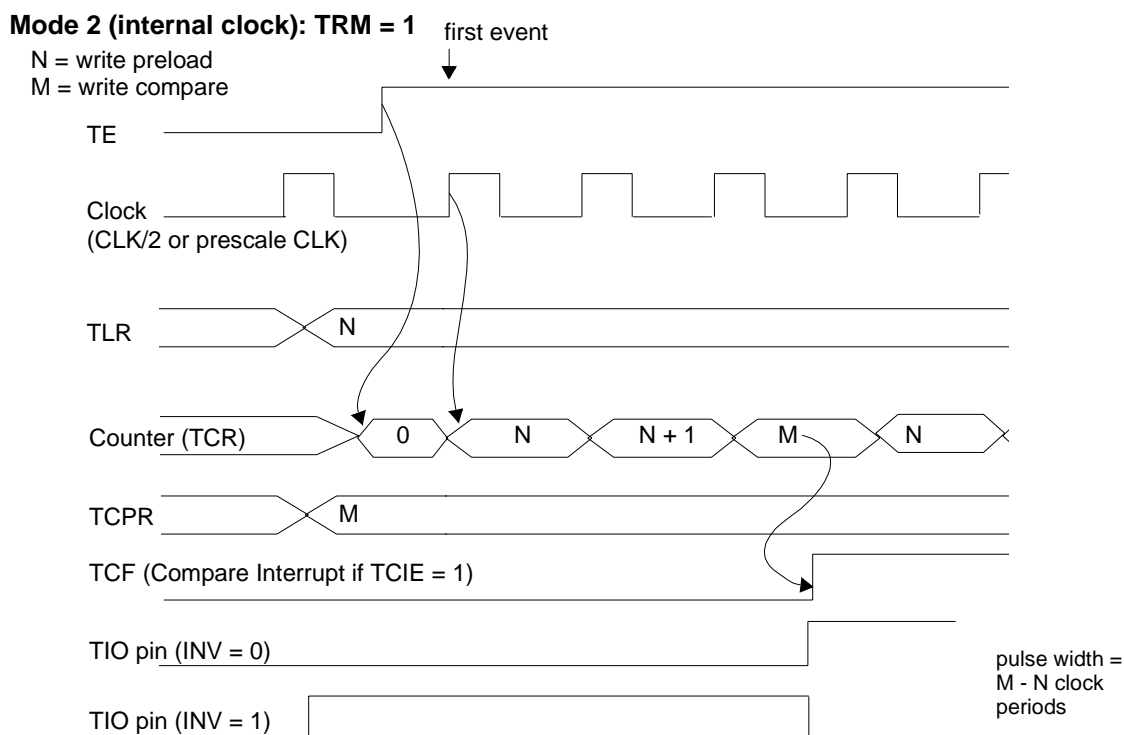 Mode 2 (internal clock): TRM = 1
first event
N = write preload
M = write compare
TE
Clock
(CLK/2 or prescale CLK)
TLR
N
Counter (TCR)
0
N
N + 1
M
N
TCPR
M
TCF (Compare Interrupt if TCIE = 1)
TIO pin (INV = 0)
pulse width =
M - N clock
periods
TIO pin (INV = 1)